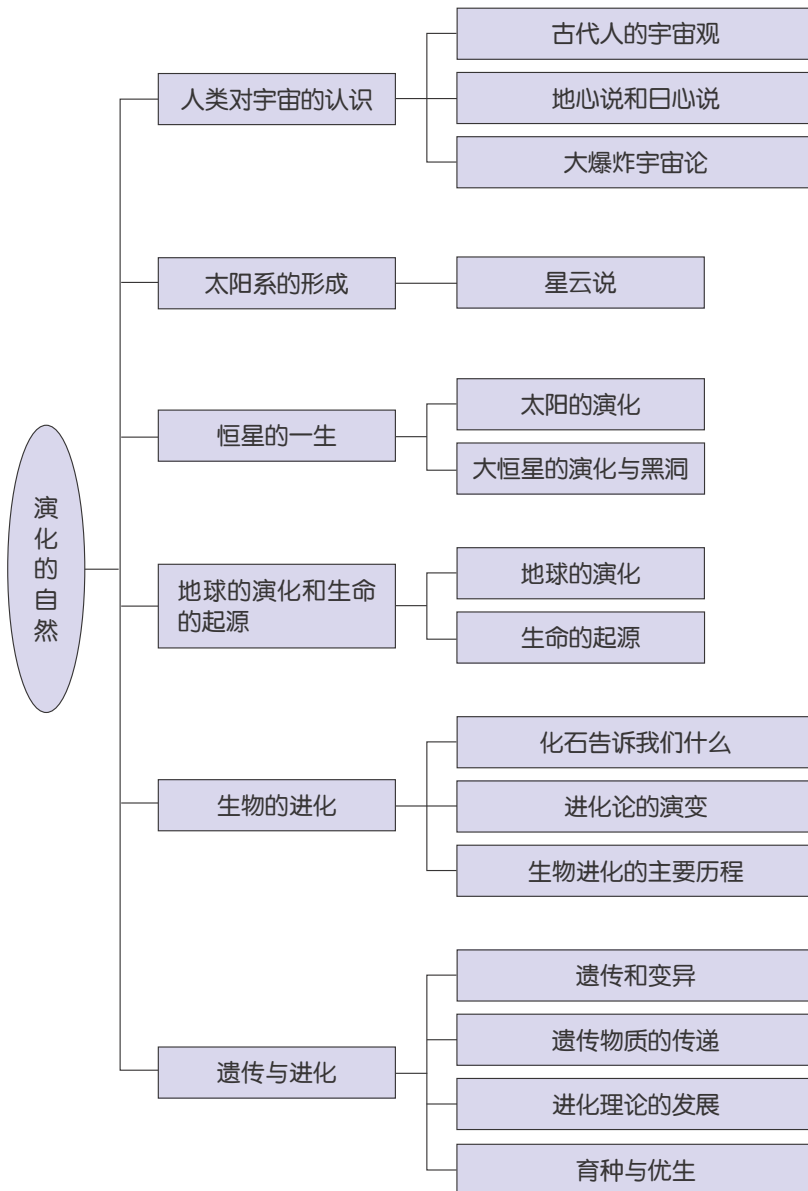 演化的自然
人类对宇宙的认识
古代人的宇宙观
地心说和日心说
大爆炸宇宙论
太阳系的形成
星云说
恒星的一生
太阳的演化
大恒星的演化与黑洞
地球的演化和生命
的起源
地球的演化
生命的起源
生物的进化
化石告诉我们什么
进化论的演变
生物进化的主要历程
遗传与进化
遗传和变异
遗传物质的传递
进化理论的发展
育种与优生